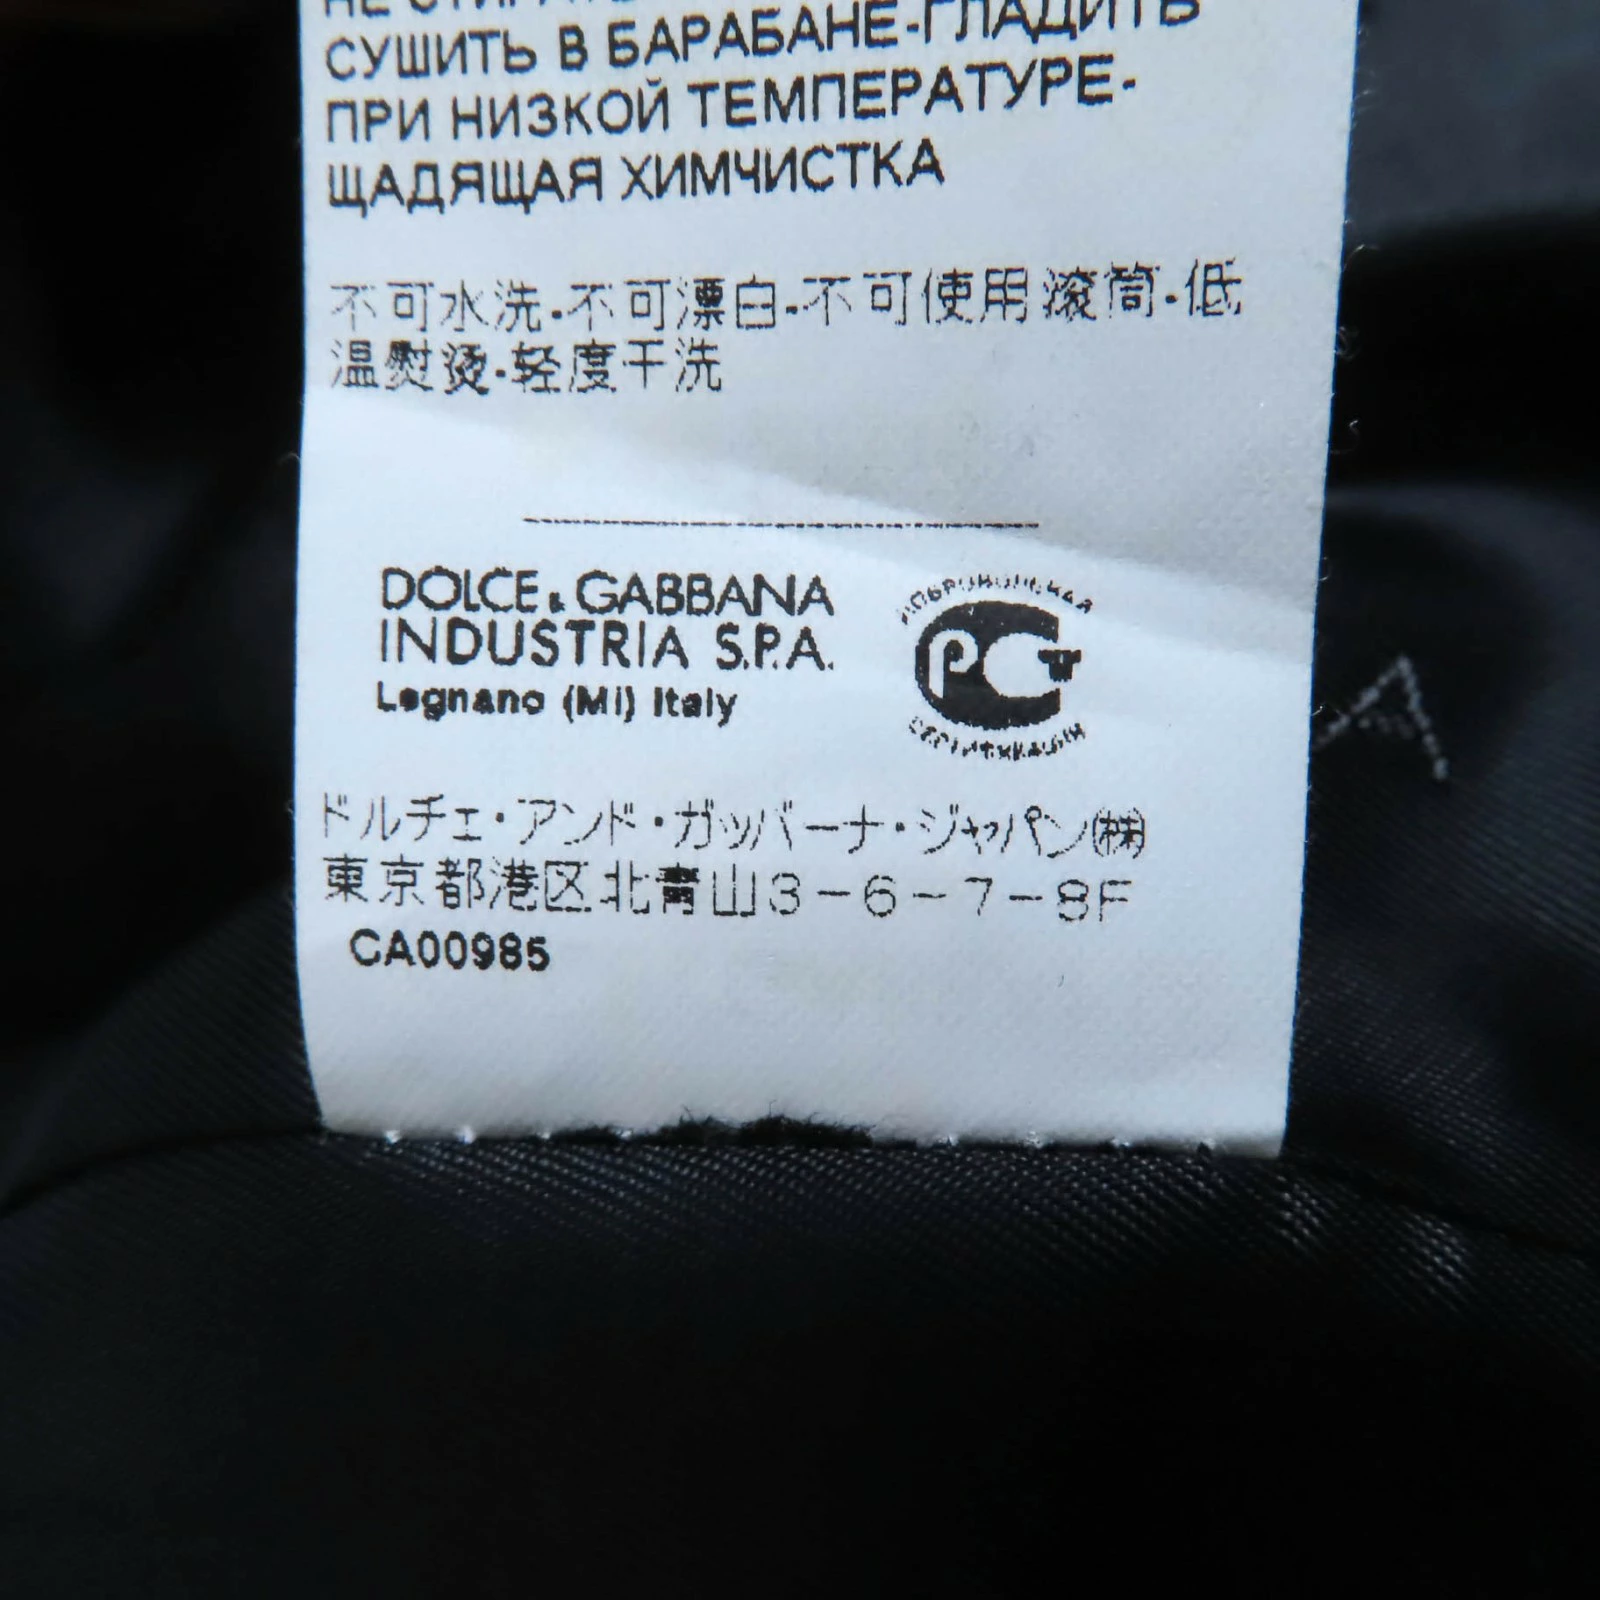 СУШИТЬ В БАРАБАНЕ-ГЛАДИТЬ
ПРИ НИЗКОЙ ТЕМПЕРАТУРЕ-
ЩАДЯЩАЯ ХИМЧИСТКА
不可水洗.不可漂白.不可使用滚筒.低
温熨烫.轻度干洗
DOLCE & GABBANA
INDUSTRIA S.P.A.
Legnano (Mi) Italy
ДОБРОВОЛЬНАЯ
РСТ
СЕРТИФИКАЦИЯ
ドルチェ・アンド・ガッバーナ・ジャパン(株)
東京都港区北青山3-6-7-8F
CA00985